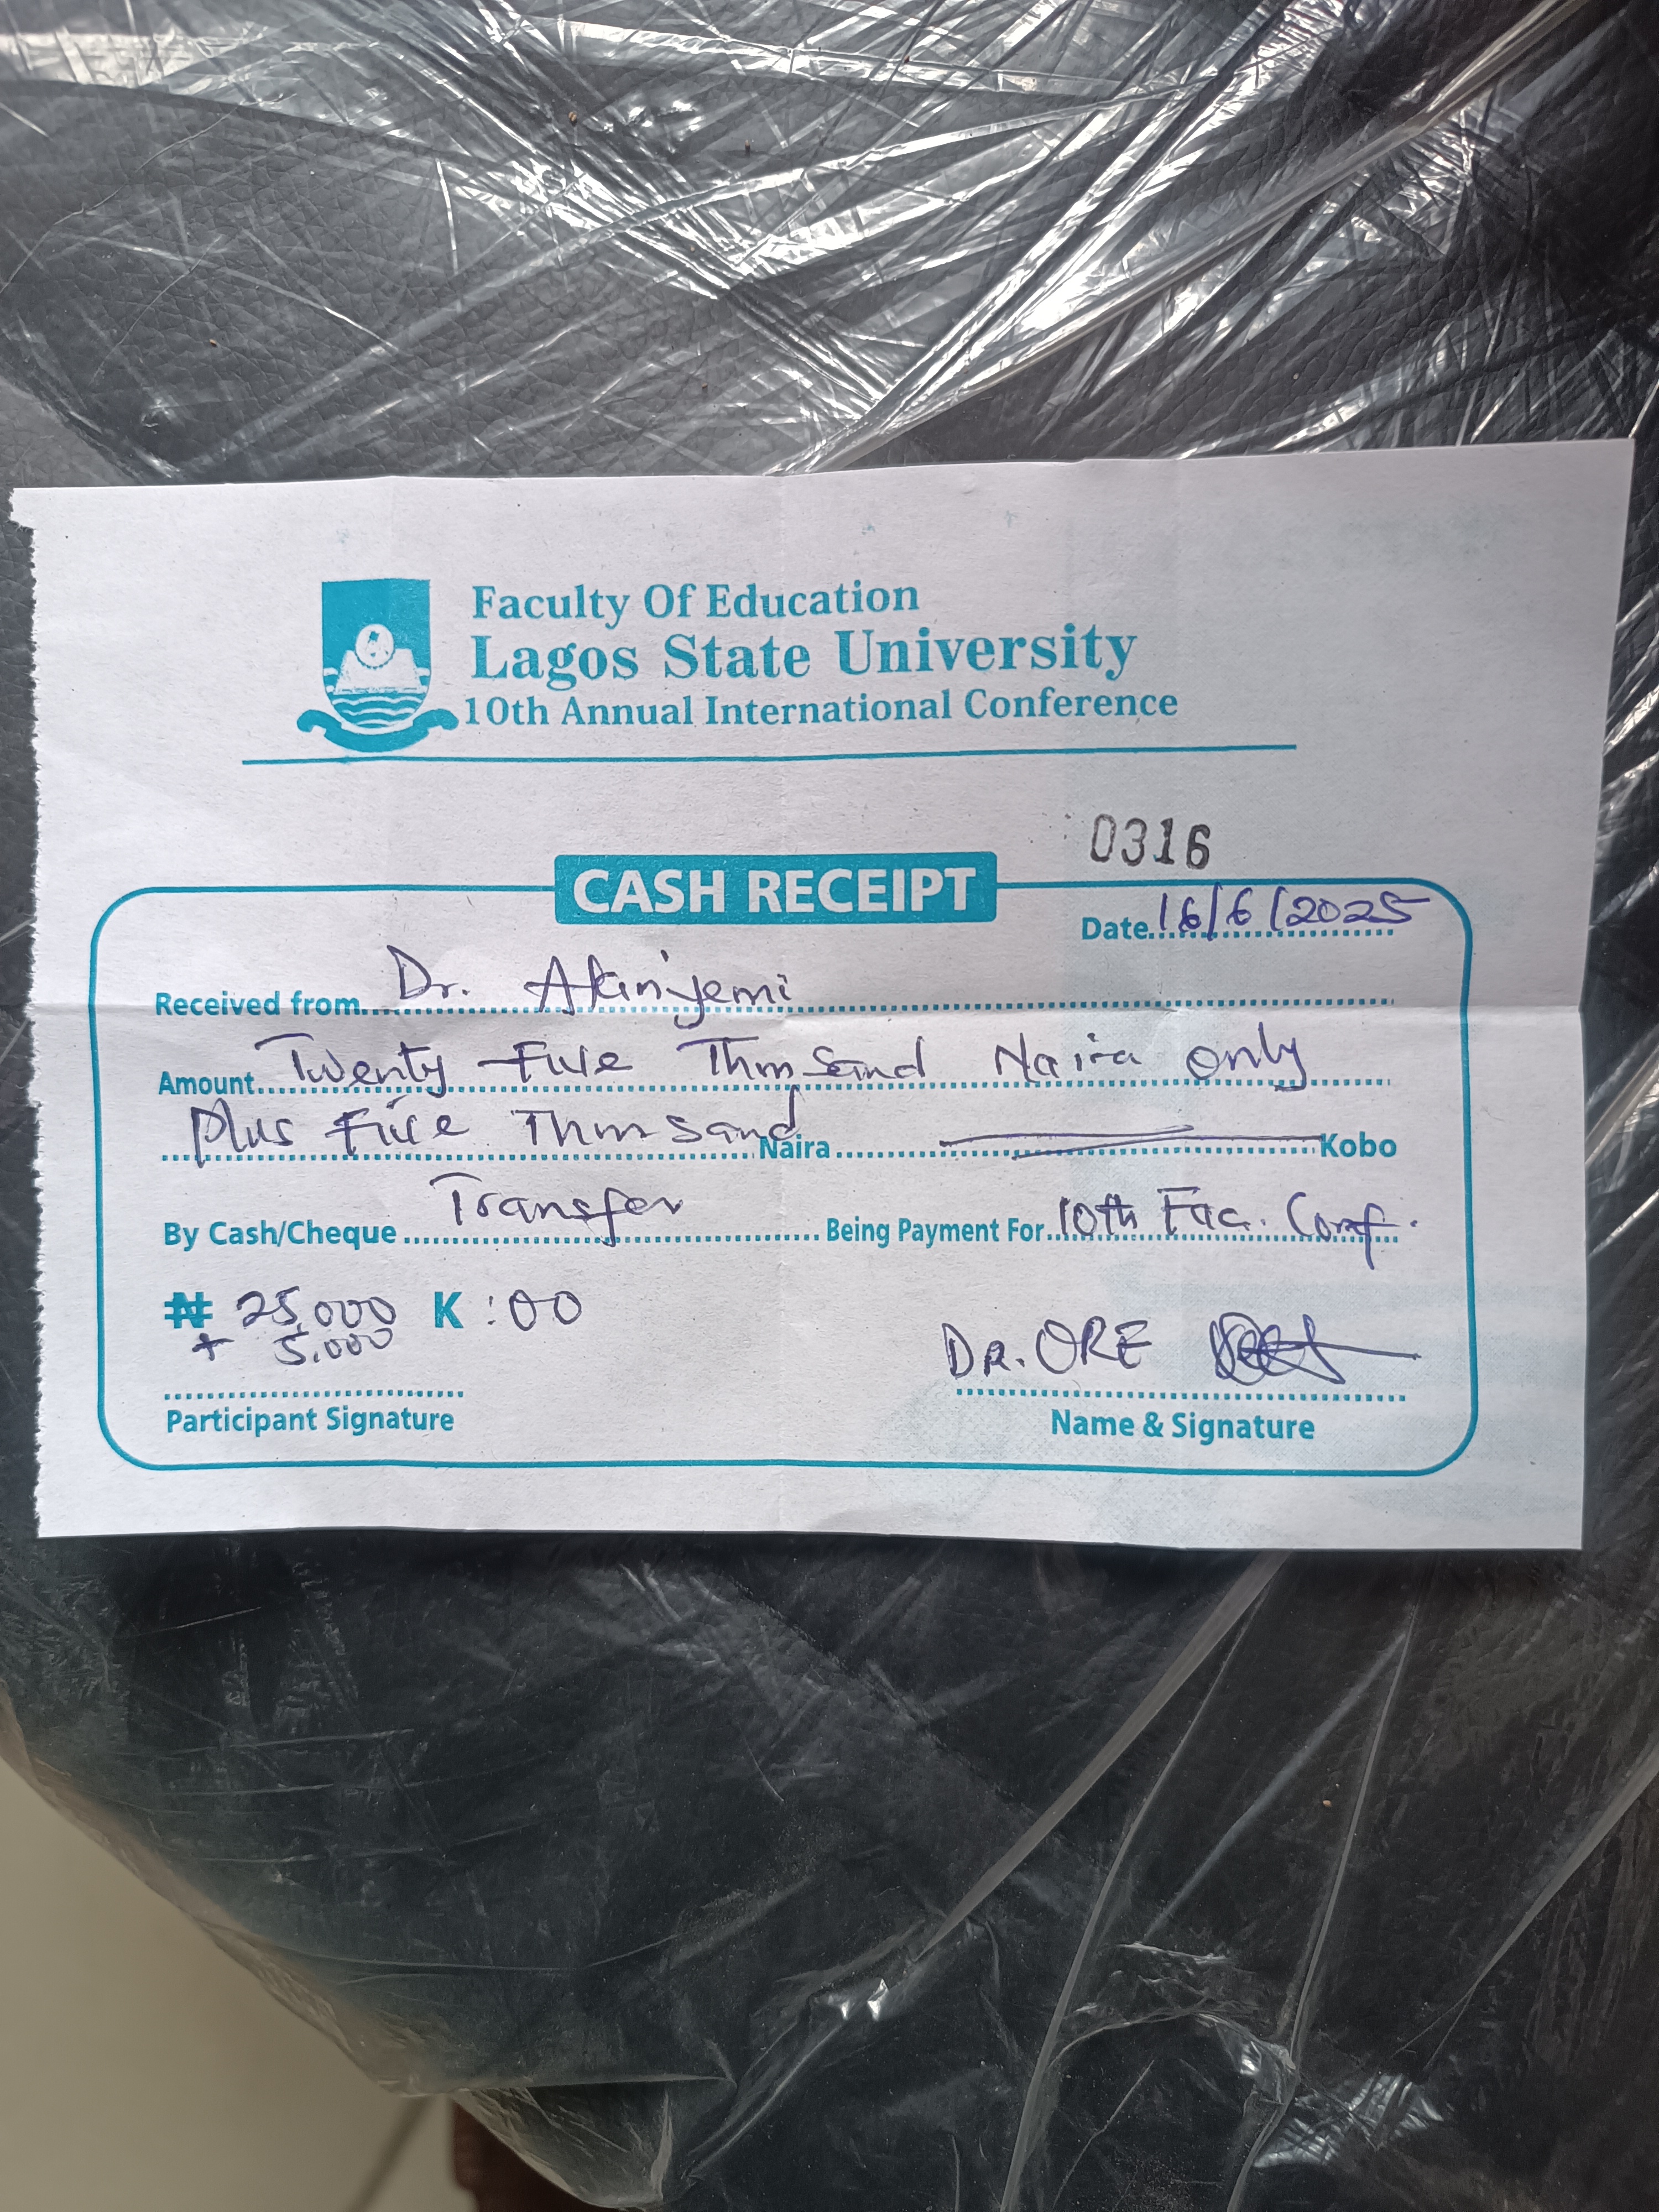 Faculty Of Education
Lagos State University
10th Annual International Conference
0316
CASH RECEIPT
Date 16/6/2025
Received from Dr. Akinyemi
Amount Twenty Five Thousand Naira only
plus Five Thousand Naira Kobo
By Cash/Cheque Transfer Being Payment For 10th Fac. Conf.
₦ 25,000 K :00
+ 5,000
DR. ORE
Participant Signature Name & Signature